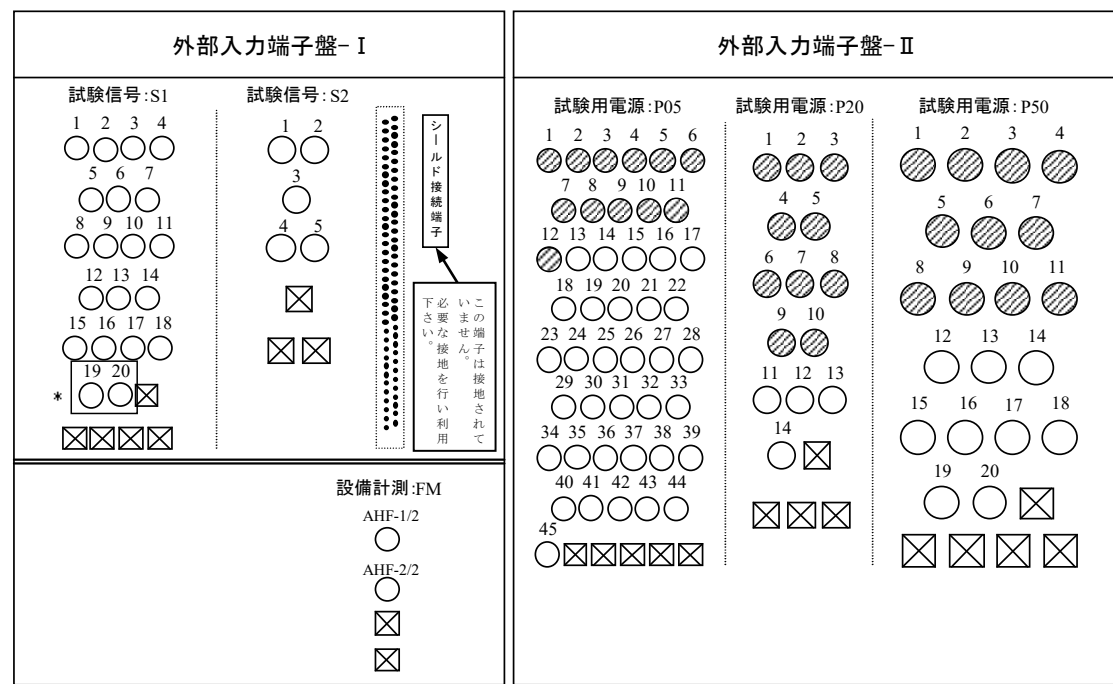 外部入力端子盤-Ⅰ
試験信号:S1
1 2 3 4
5 6 7
8 9 10 11
12 13 14
15 16 17 18
19 20
*
試験信号:S2
1 2
3
4 5
シールド接続端子
この端子は接地されて
いません。
必要な接地を行い利用
下さい。
設備計測:FM
AHF-1/2
AHF-2/2
外部入力端子盤-Ⅱ
試験用電源:P05
1 2 3 4 5 6
7 8 9 10 11
12 13 14 15 16 17
18 19 20 21 22
23 24 25 26 27 28
29 30 31 32 33
34 35 36 37 38 39
40 41 42 43 44
45
試験用電源:P20
1 2 3
4 5
6 7 8
9 10
11 12 13
14
試験用電源:P50
1 2 3 4
5 6 7
8 9 10 11
12 13 14
15 16 17 18
19 20